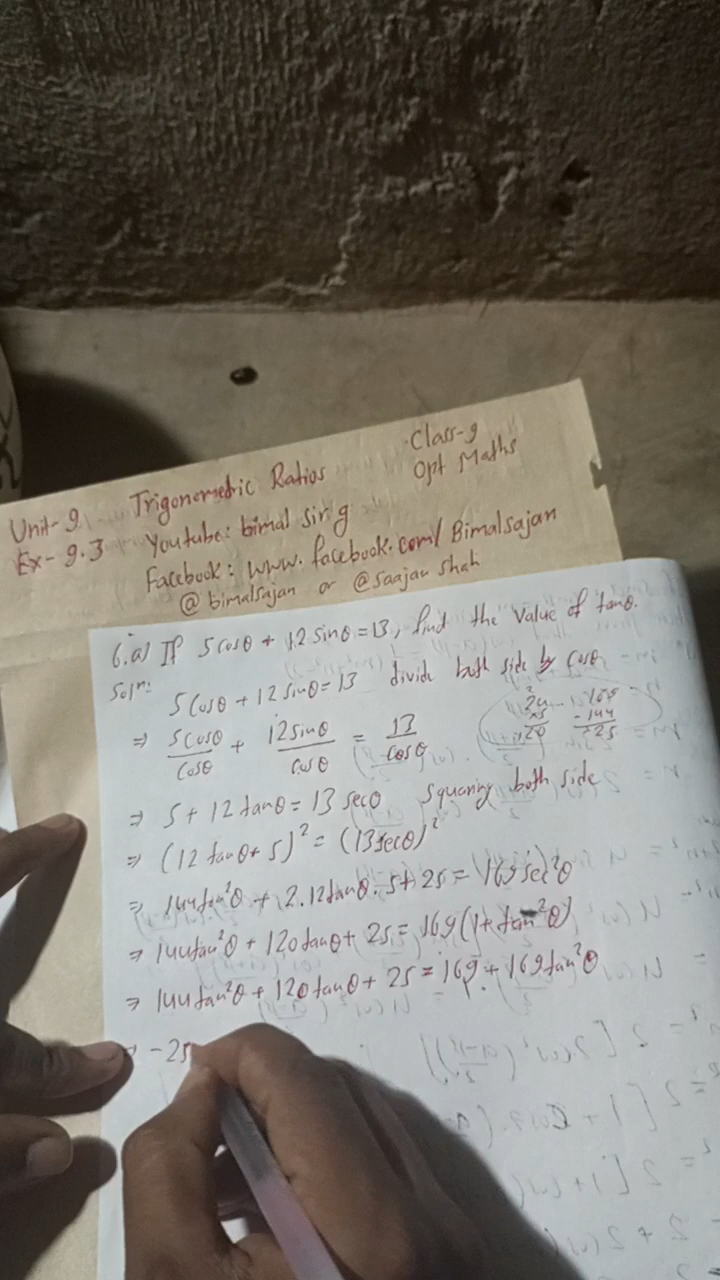 Unit-9 Trigonometric Ratios Class-9
Ex-9.3 Youtube: bimal sir g Opt Maths
Facebook: www.facebook.com/Bimalsajan
@bimalsajan or @saajan shah
6.a) If 5cosθ + 12sinθ = 13, find the value of tanθ.
Soln:
5cosθ + 12sinθ = 13 divide both side by cosθ
⇒ 5cosθ/cosθ + 12sinθ/cosθ = 13/cosθ
⇒ 5 + 12tanθ = 13secθ squaring both side
⇒ (12tanθ + 5)² = (13secθ)²
⇒ 144tan²θ + 2.12tanθ.5 + 25 = 169sec²θ
⇒ 144tan²θ + 120tanθ + 25 = 169(1 + tan²θ)
⇒ 144tan²θ + 120tanθ + 25 = 169 + 169tan²θ
⇒ -25